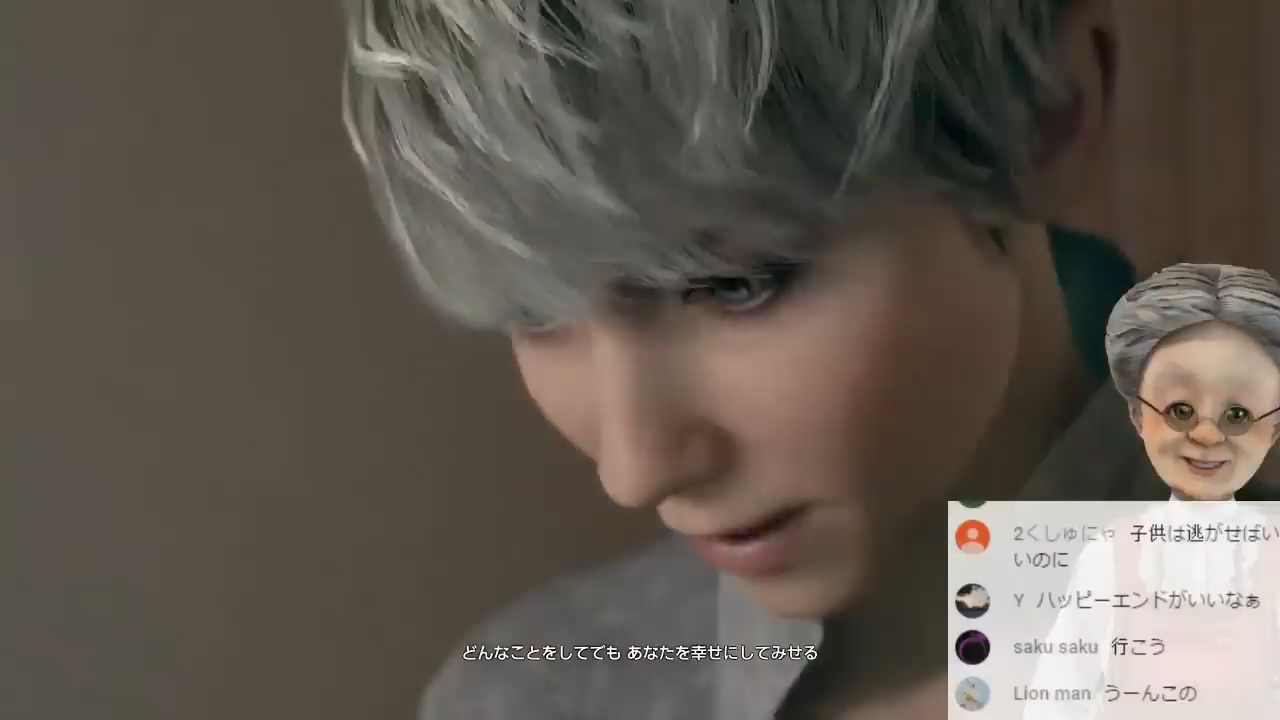 どんなことをしてでも あなたを幸せにしてみせる
2くしゅにゃ 子供は逃がせばい
いのに
Y ハッピーエンドがいいなぁ
saku saku 行こう
Lion man うーんこの